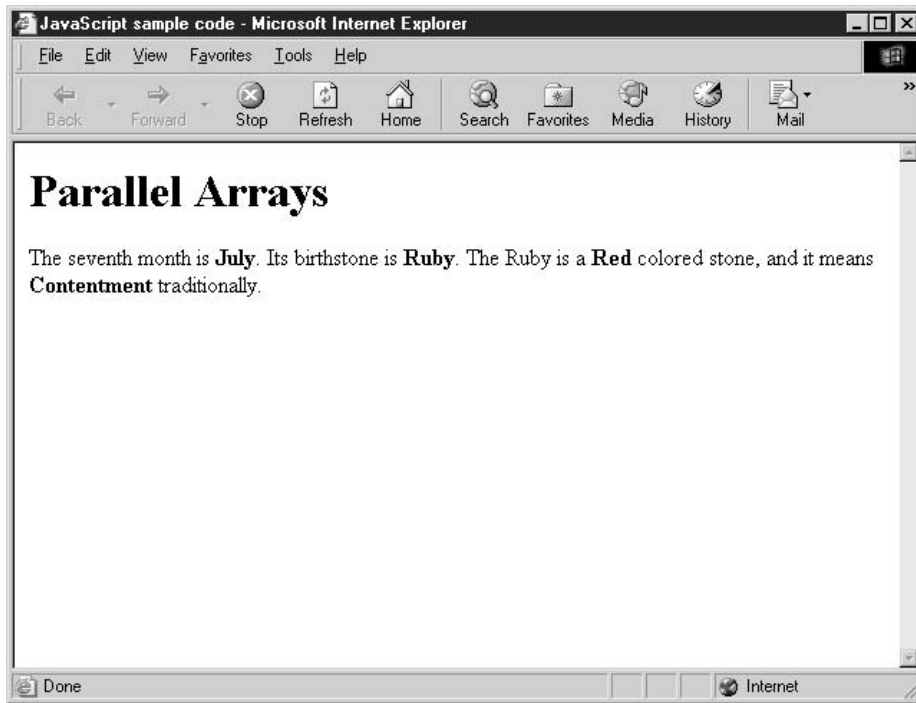 JavaScript sample code - Microsoft Internet Explorer
File Edit View Favorites Tools Help
Back Forward Stop Refresh Home Search Favorites Media History Mail »
Parallel Arrays
The seventh month is July. Its birthstone is Ruby. The Ruby is a Red colored stone, and it means
Contentment traditionally.
Done Internet